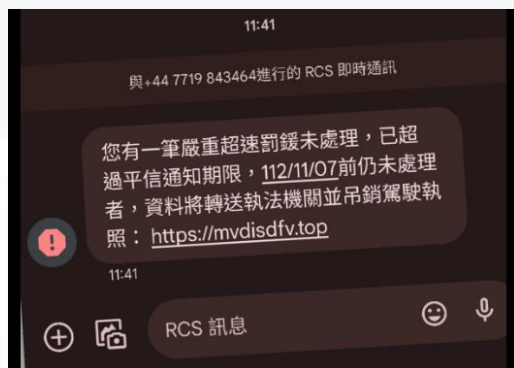 11:41
與+44 7719 843464進行的 RCS 即時通訊
您有一筆嚴重超速罰鍰未處理，已超
過平信通知期限，112/11/07前仍未處理
者，資料將轉送執法機關並吊銷駕駛執
照： https://mvdisdfv.top
11:41
RCS 訊息